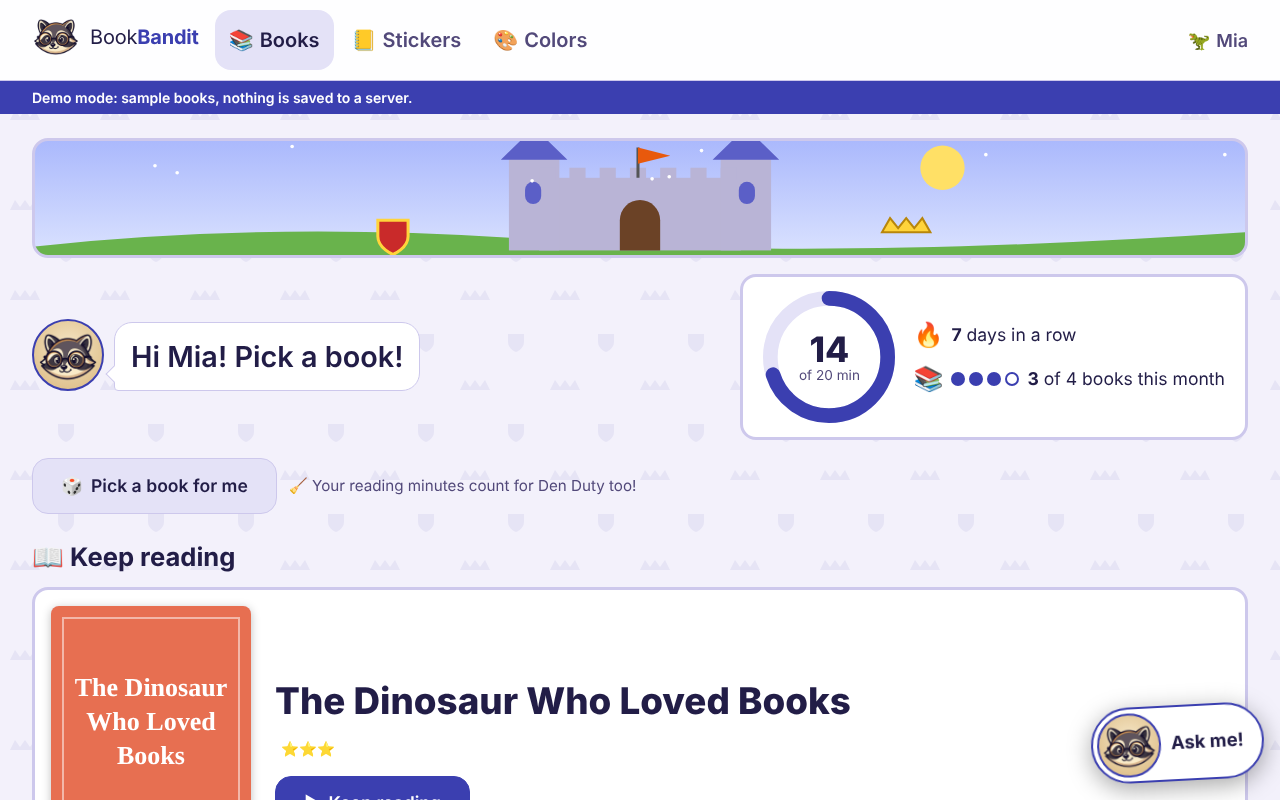 BookBandit
📚 Books
📒 Stickers
🎨 Colors
🦖 Mia
Demo mode: sample books, nothing is saved to a server.
Hi Mia! Pick a book!
14
of 20 min
🔥 7 days in a row
📚 3 of 4 books this month
🎲 Pick a book for me
🧹 Your reading minutes count for Den Duty too!
📖 Keep reading
The Dinosaur
Who Loved
Books
The Dinosaur Who Loved Books
⭐⭐⭐
▶ Keep reading
Ask me!